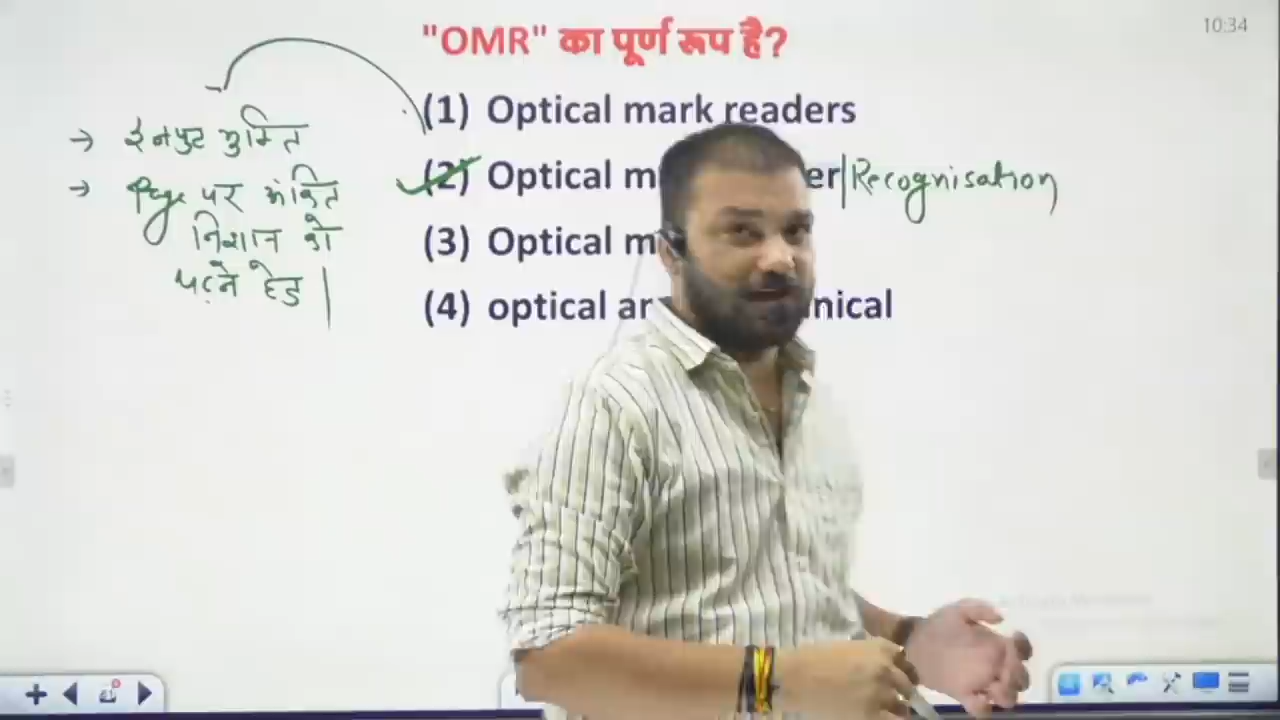 10:34
"OMR" का पूर्ण रूप है?
(1) Optical mark readers
(2) Optical m er/Recognisation
(3) Optical m
(4) optical ar nical
→ इनपुट युक्ति
→ Page पर अंकित
निशान को
पढ़ने हेतु।